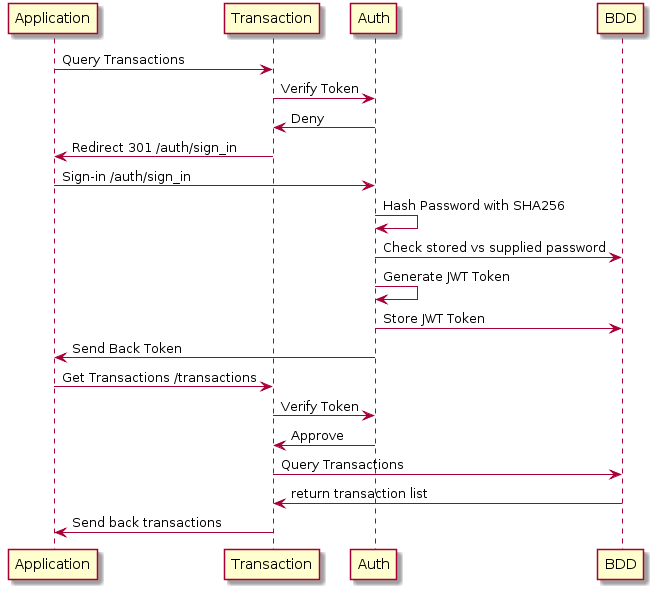 Application
Transaction
Auth
BDD
Query Transactions
Verify Token
Deny
Redirect 301 /auth/sign_in
Sign-in /auth/sign_in
Hash Password with SHA256
Check stored vs supplied password
Generate JWT Token
Store JWT Token
Send Back Token
Get Transactions /transactions
Verify Token
Approve
Query Transactions
return transaction list
Send back transactions
Application
Transaction
Auth
BDD